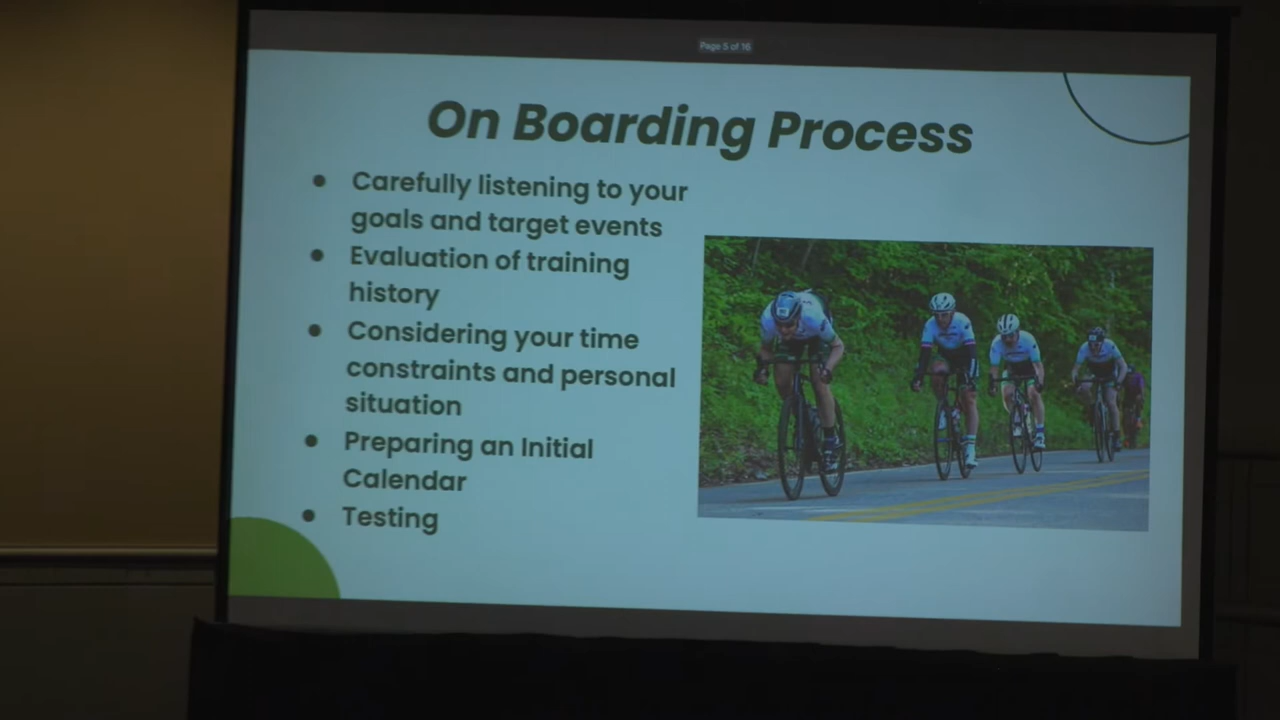 Page 5 of 16
On Boarding Process
● Carefully listening to your
goals and target events
● Evaluation of training
history
● Considering your time
constraints and personal
situation
● Preparing an Initial
Calendar
● Testing